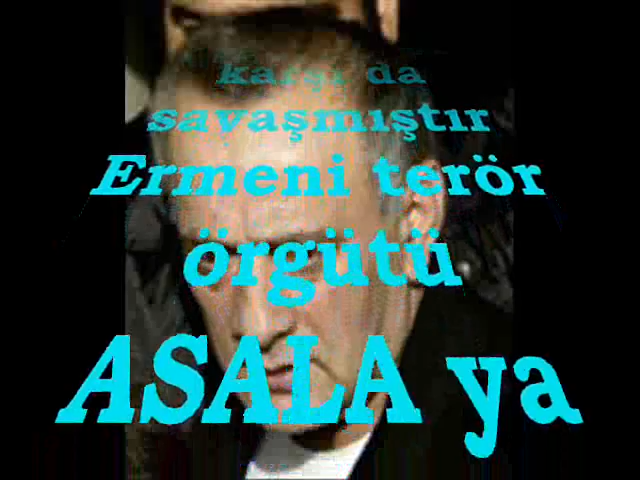 karşı da
savaşmıştır
Ermeni terör
örgütü
ASALA ya